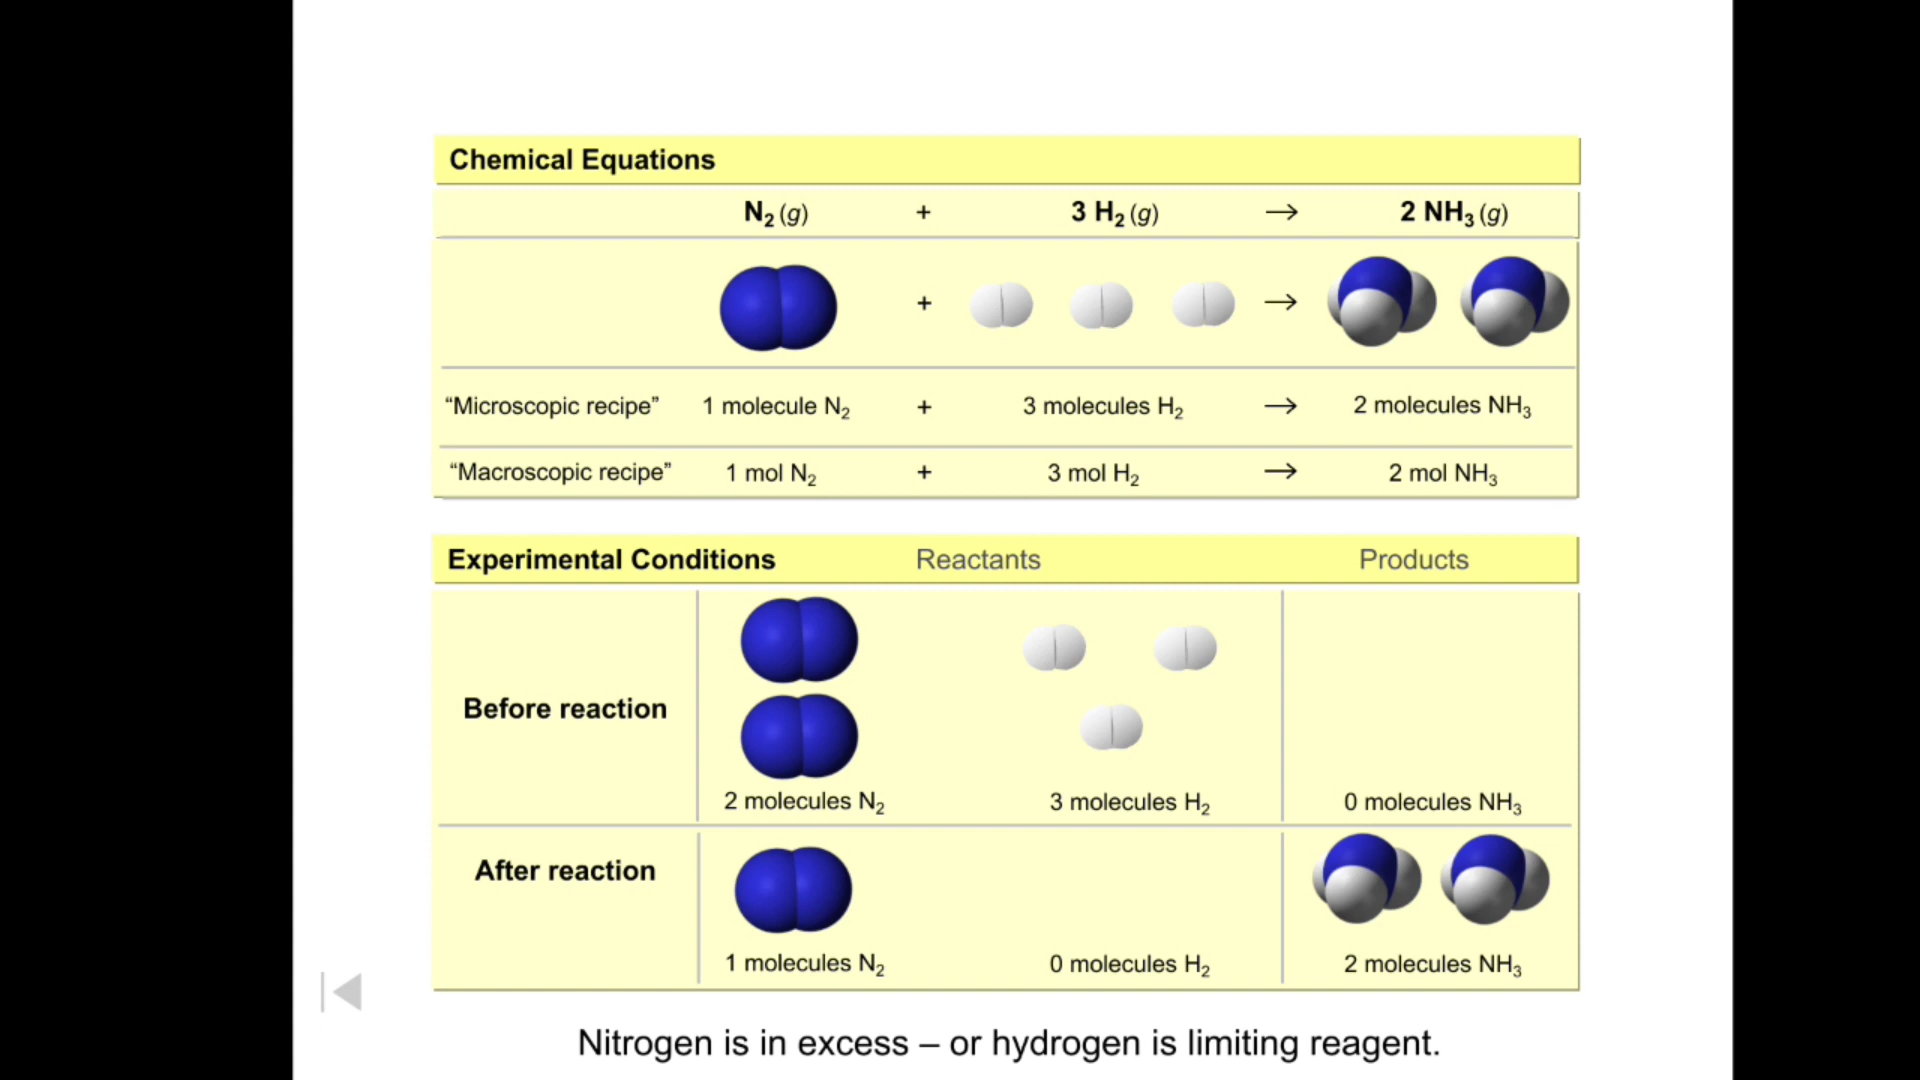 Chemical Equations
N₂ (g) + 3 H₂ (g) → 2 NH₃ (g)
+ →
“Microscopic recipe” 1 molecule N₂ + 3 molecules H₂ → 2 molecules NH₃
“Macroscopic recipe” 1 mol N₂ + 3 mol H₂ → 2 mol NH₃
Experimental Conditions Reactants Products
Before reaction
2 molecules N₂ 3 molecules H₂ 0 molecules NH₃
After reaction
1 molecules N₂ 0 molecules H₂ 2 molecules NH₃
Nitrogen is in excess – or hydrogen is limiting reagent.